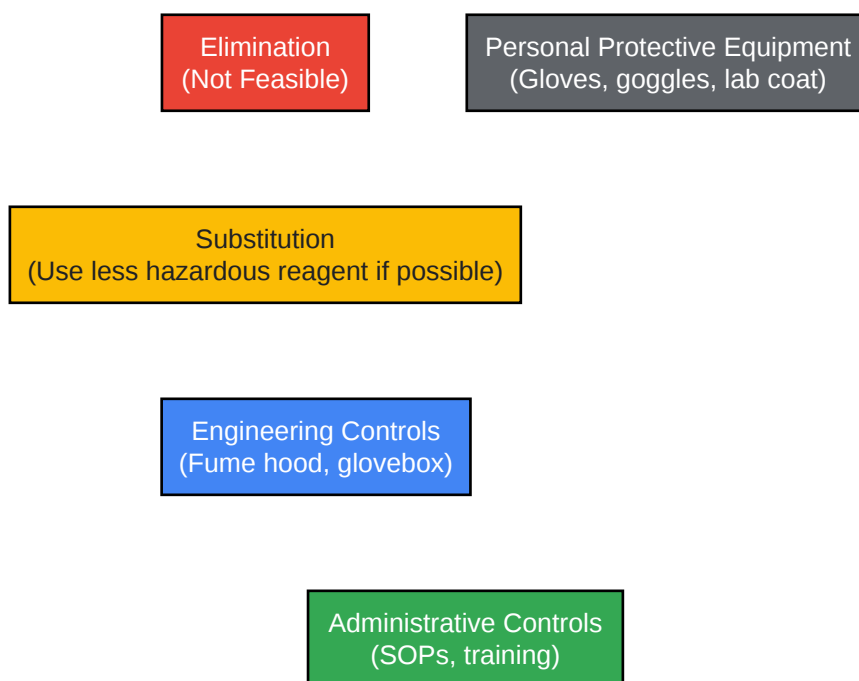 Elimination
(Not Feasible)
Personal Protective Equipment
(Gloves, goggles, lab coat)
Substitution
(Use less hazardous reagent if possible)
Engineering Controls
(Fume hood, glovebox)
Administrative Controls
(SOPs, training)